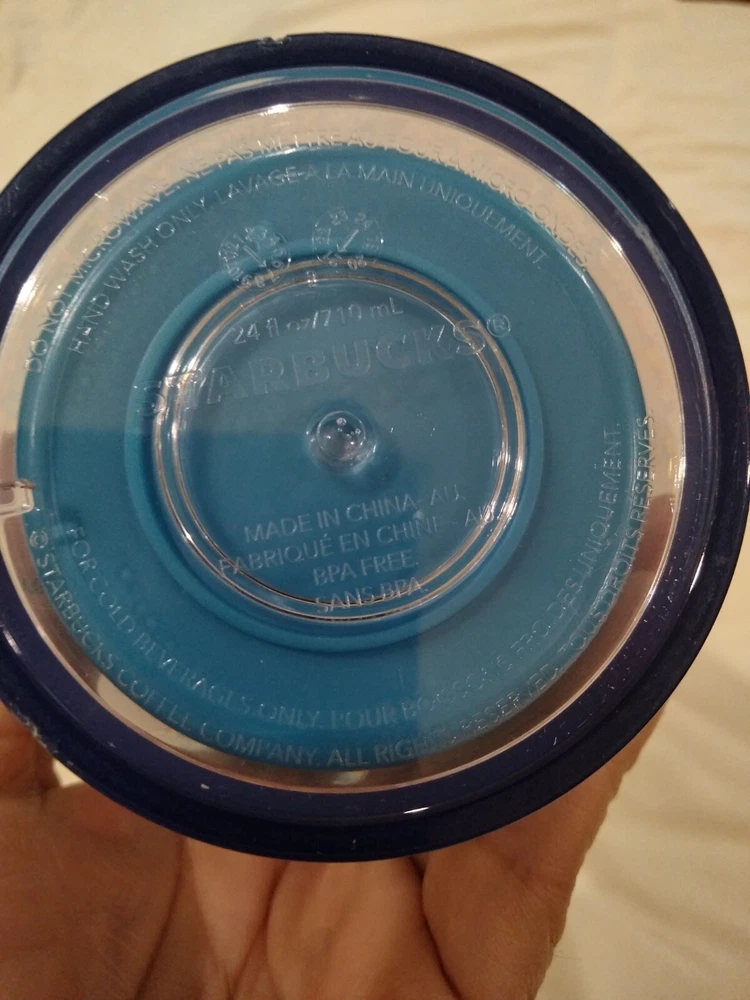 DO NOT MICROWAVE. NE PAS METTRE AU FOUR À MICRO-ONDES.
HAND WASH ONLY. LAVAGE À LA MAIN UNIQUEMENT.
24 fl oz/710 mL
STARBUCKS®
MADE IN CHINA- AU.
FABRIQUÉ EN CHINE- AU.
BPA FREE.
SANS BPA.
FOR COLD BEVERAGES ONLY. POUR BOISSONS FROIDES UNIQUEMENT.
© STARBUCKS COFFEE COMPANY. ALL RIGHTS RESERVED. TOUS DROITS RÉSERVÉS.